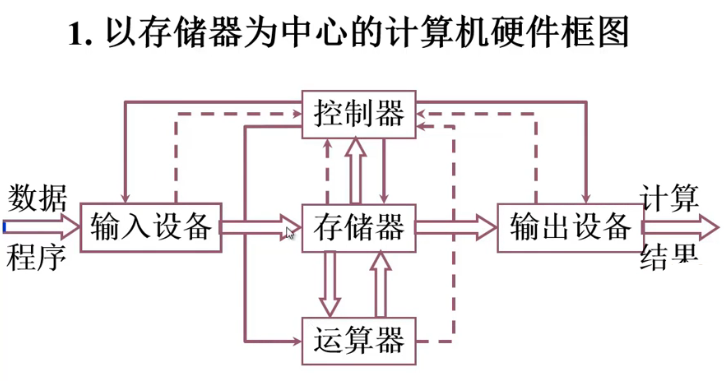 1. 以存储器为中心的计算机硬件框图
控制器
数据
程序
输入设备
存储器
输出设备
计算
结果
运算器